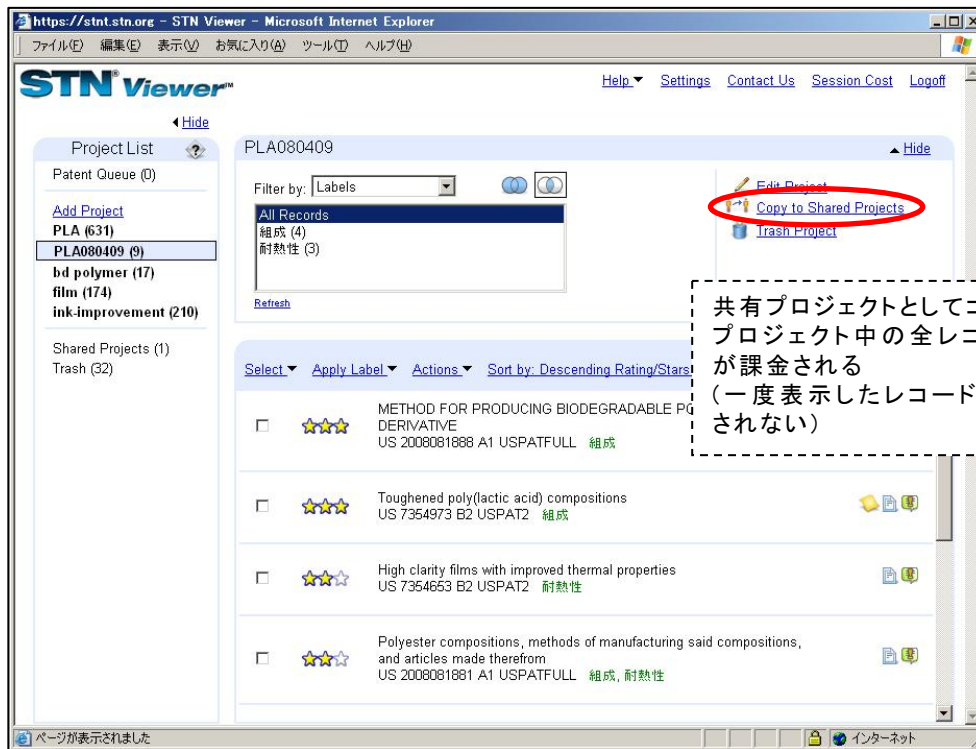 https://stnt.stn.org - STN Viewer - Microsoft Internet Explorer
ファイル(F) 編集(E) 表示(V) お気に入り(A) ツール(T) ヘルプ(H)
STN® Viewer™
Help Settings Contact Us Session Cost Logoff
Hide
Project List ?
Patent Queue (0)
Add Project
PLA (631)
PLA080409 (9)
bd polymer (17)
film (174)
ink-improvement (210)
Shared Projects (1)
Trash (32)
PLA080409
Hide
Filter by: Labels
All Records
組成 (4)
耐熱性 (3)
Refresh
Edit Project
Copy to Shared Projects
Trash Project
共有プロジェクトとして
プロジェクト中の全レコ
が課金される
(一度表示したレコード
されない)
Select Apply Label Actions Sort by: Descending Rating/Stars
METHOD FOR PRODUCING BIODEGRADABLE
DERIVATIVE
US 2008081888 A1 USPATFULL 組成
Toughened poly(lactic acid) compositions
US 7354973 B2 USPAT2 組成
High clarity films with improved thermal properties
US 7354653 B2 USPAT2 耐熱性
Polyester compositions, methods of manufacturing said compositions,
and articles made therefrom
US 2008081881 A1 USPATFULL 組成, 耐熱性
ページが表示されました
インターネット